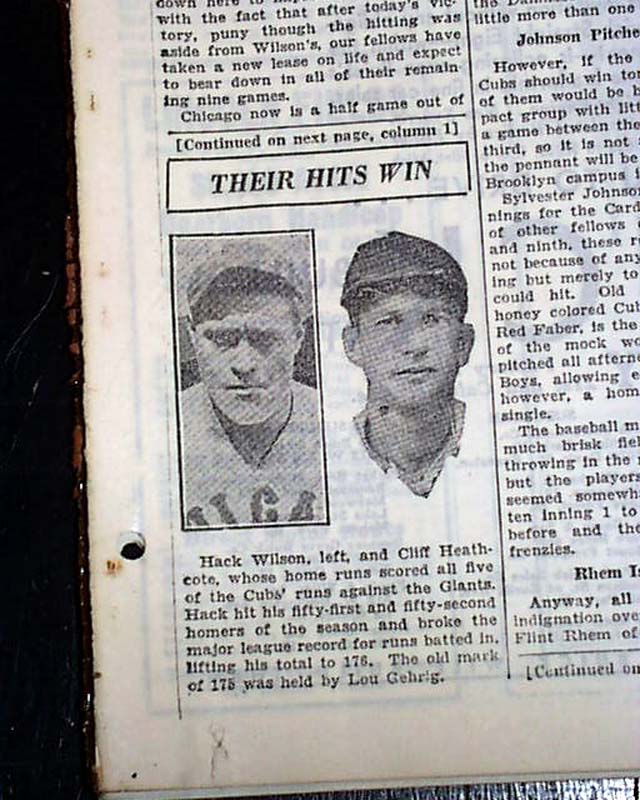 down here to
with the fact that after today's vic-
tory, puny though the hitting was
aside from Wilson's, our fellows have
taken a new lease on life and expect
to bear down in all of their remain-
ing nine games.
Chicago now is a half game out of
[Continued on next page, column 1]
THEIR HITS WIN
UCA
Hack Wilson, left, and Cliff Heath-
cote, whose home runs scored all five
of the Cubs' runs against the Giants.
Hack hit his fifty-first and fifty-second
homers of the season and broke the
major league record for runs batted in,
lifting his total to 176. The old mark
of 175 was held by Lou Gehrig.
little more than one
Johnson Pitche
However, if the
Cubs should win to
of them would be
pact group with lit
a game between the
third, so it is not
the pennant will be
Brooklyn campus
Sylvester Johnso
nings for the Card
of other fellows
and ninth, these
not because of any
ing but merely to
could hit. Old
honey colored Cu
Red Faber, is the
of the mock wo
pitched all aftern
Boys, allowing
however, a hom
single.
The baseball m
much brisk fie
throwing in the
but the players
seemed somewh
ten inning 1 to
before and the
frenzies.
Rhem Is
Anyway, all
indignation ove
Flint Rhem of
[Continued on